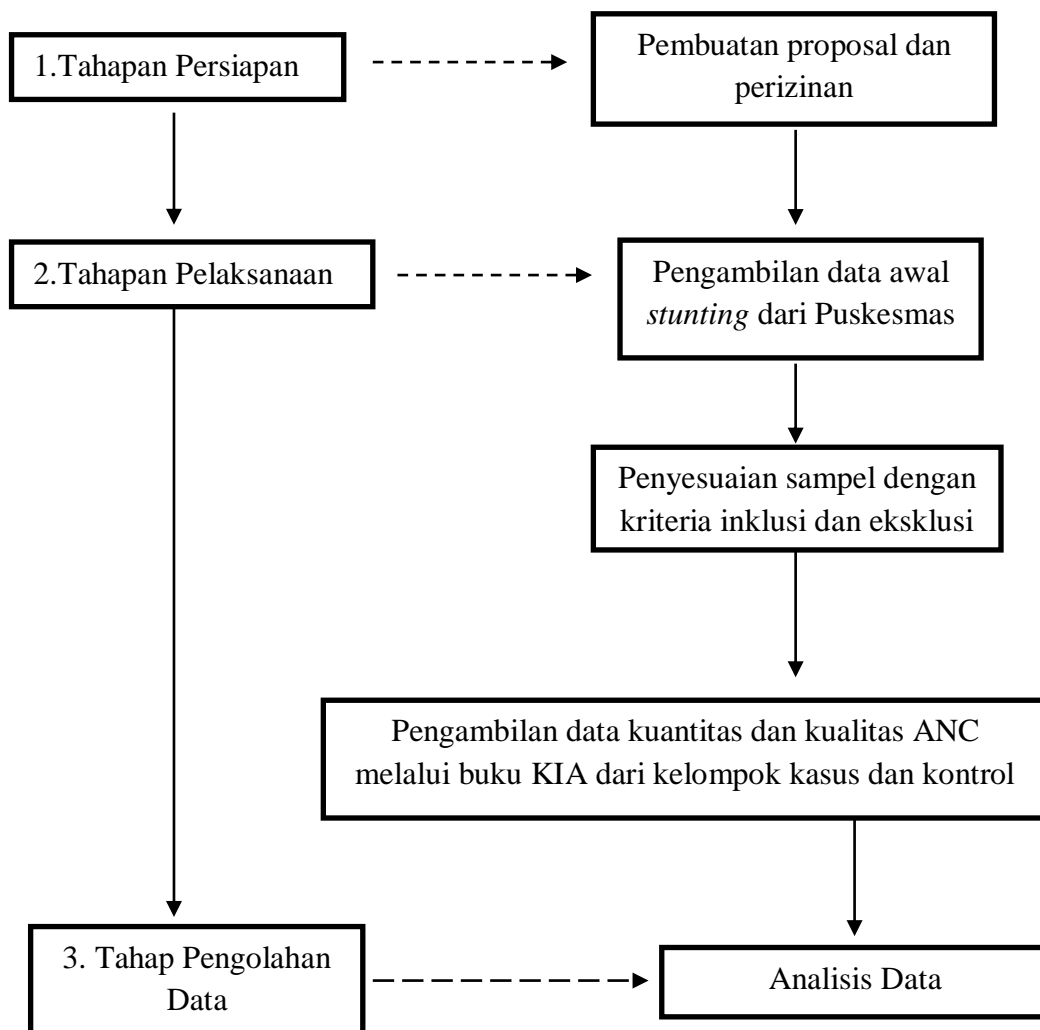 1.Tahapan Persiapan
Pembuatan proposal dan
perizinan
2.Tahapan Pelaksanaan
Pengambilan data awal
stunting dari Puskesmas
Penyesuaian sampel dengan
kriteria inklusi dan eksklusi
Pengambilan data kuantitas dan kualitas ANC
melalui buku KIA dari kelompok kasus dan kontrol
3. Tahap Pengolahan
Data
Analisis Data